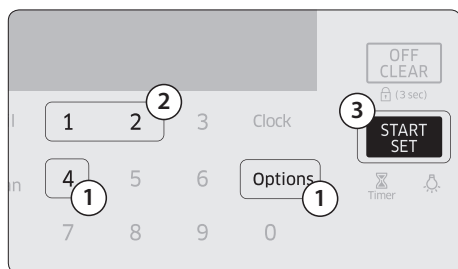 OFF
CLEAR
(3 sec)
2
3
l 1 2 3 Clock
START
SET
n 4 5 6 Options
1 1
Timer
7 8 9 0